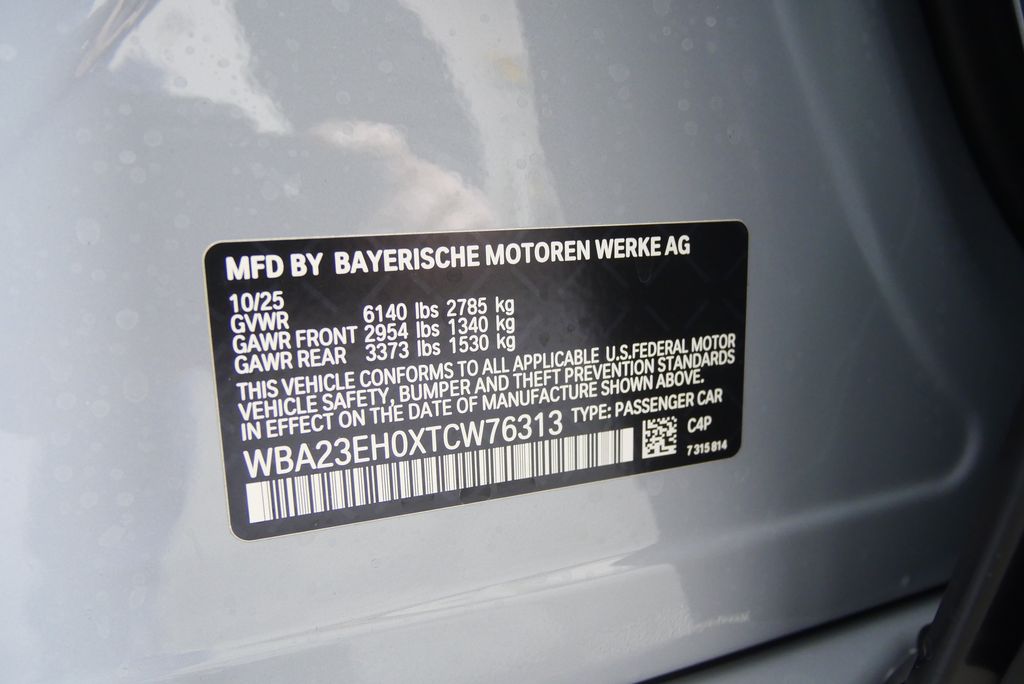 MFD BY BAYERISCHE MOTOREN WERKE AG
10/25
GVWR 6140 lbs 2785 kg
GAWR FRONT 2954 lbs 1340 kg
GAWR REAR 3373 lbs 1530 kg
THIS VEHICLE CONFORMS TO ALL APPLICABLE U.S.FEDERAL MOTOR
VEHICLE SAFETY, BUMPER AND THEFT PREVENTION STANDARDS
IN EFFECT ON THE DATE OF MANUFACTURE SHOWN ABOVE.
WBA23EH0XTCW76313 TYPE: PASSENGER CAR
C4P
7 315 814